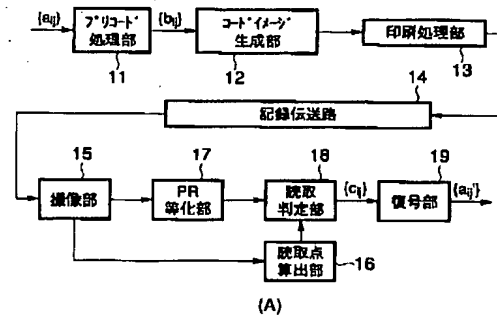 {aij}
ﾌﾟﾘｺｰﾄﾞ
処理部
11
{bij}
ｺｰﾄﾞｲﾒｰｼﾞ
生成部
12
印刷処理部
13
14
記録伝送路
15
撮像部
17
PR
等化部
18
読取
判定部
{cij}
19
復号部
{aij'}
読取点
算出部
16
(A)